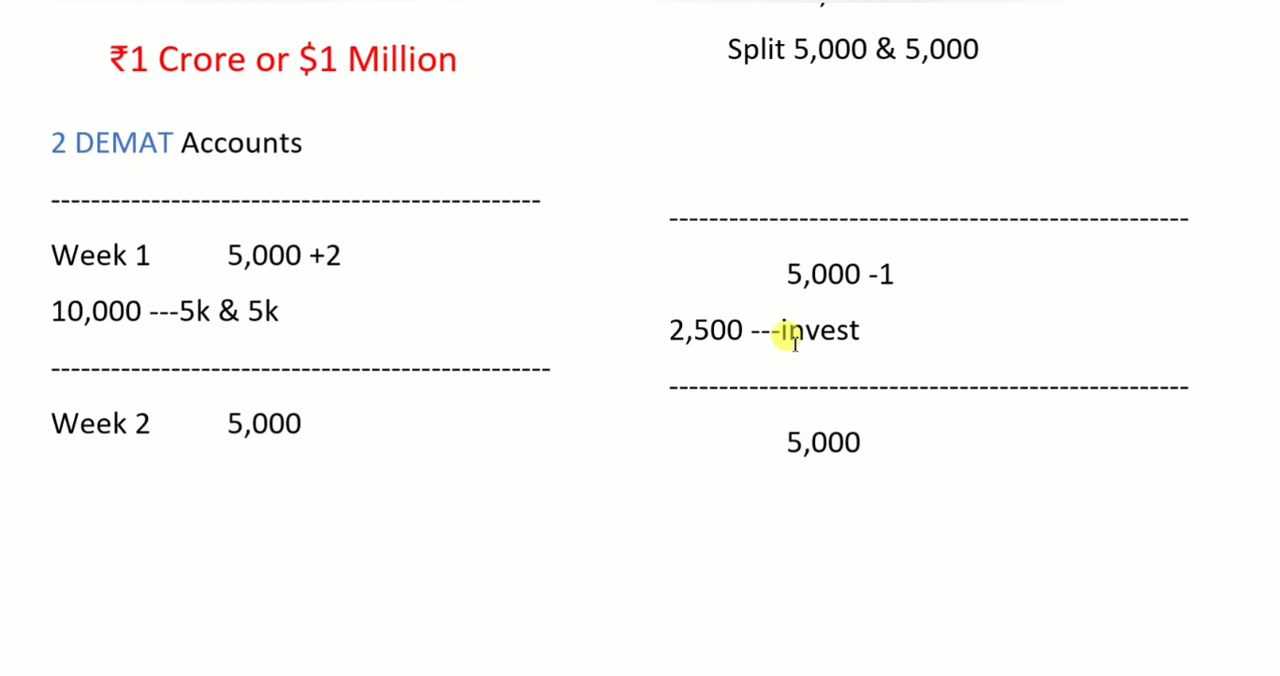 ₹1 Crore or $1 Million
2 DEMAT Accounts
------------------------------------------------
Week 1 5,000 +2
10,000 ---5k & 5k
-------------------------------------------------
Week 2 5,000
Split 5,000 & 5,000
---------------------------------------------------
5,000 -1
2,500 ---invest
---------------------------------------------------
5,000